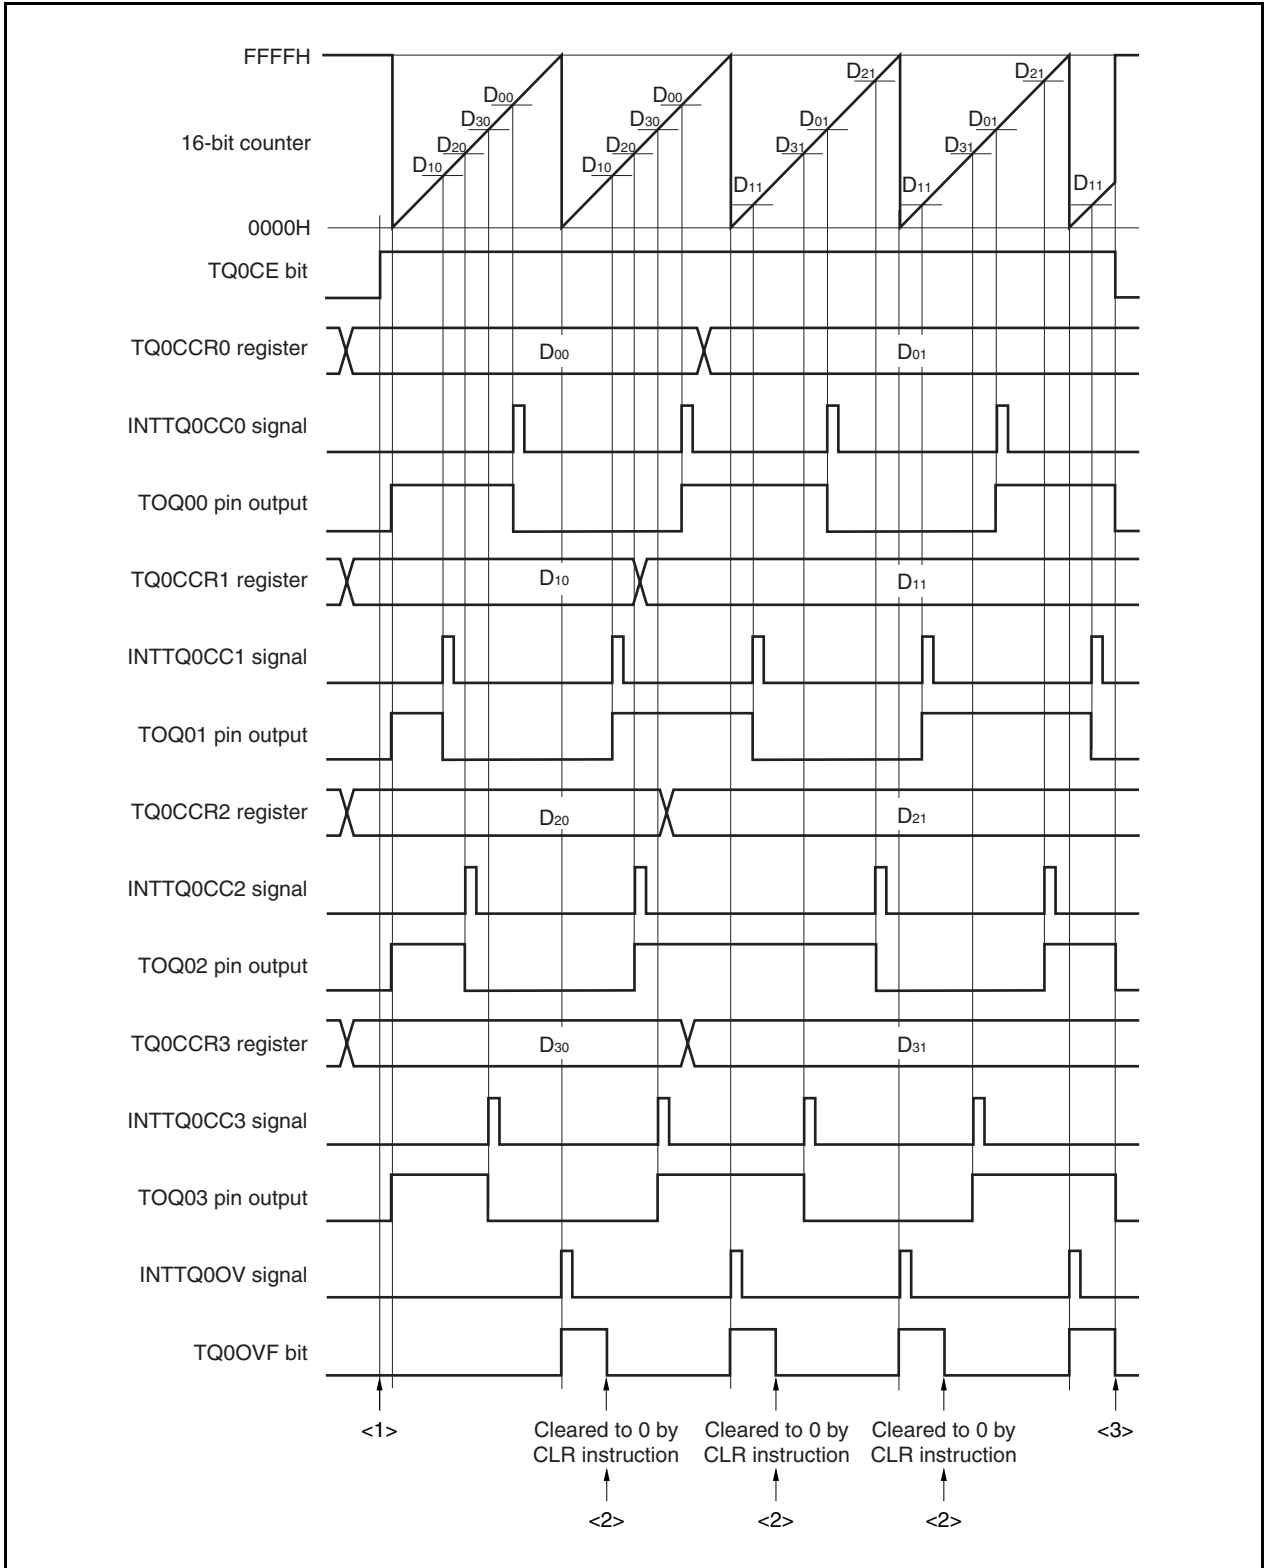 FFFFH
16-bit counter
0000H
D10
D20
D30
D00
D10
D20
D30
D00
D11
D31
D01
D21
D11
D31
D01
D21
D11
TQ0CE bit
TQ0CCR0 register
D00
D01
INTTQ0CC0 signal
TOQ00 pin output
TQ0CCR1 register
D10
D11
INTTQ0CC1 signal
TOQ01 pin output
TQ0CCR2 register
D20
D21
INTTQ0CC2 signal
TOQ02 pin output
TQ0CCR3 register
D30
D31
INTTQ0CC3 signal
TOQ03 pin output
INTTQ0OV signal
TQ0OVF bit
<1>
Cleared to 0 by
CLR instruction
<2>
Cleared to 0 by
CLR instruction
<2>
Cleared to 0 by
CLR instruction
<2>
<3>